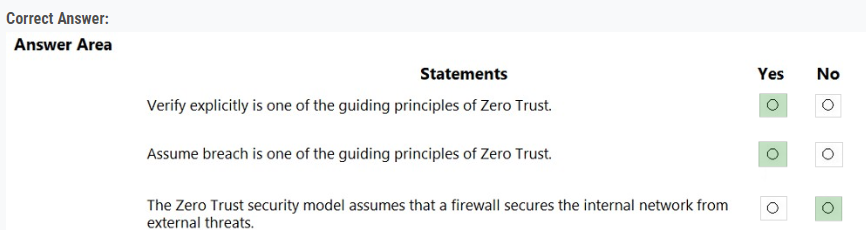 Correct Answer:
Answer Area
Statements Yes No
Verify explicitly is one of the guiding principles of Zero Trust.
Assume breach is one of the guiding principles of Zero Trust.
The Zero Trust security model assumes that a firewall secures the internal network from
external threats.